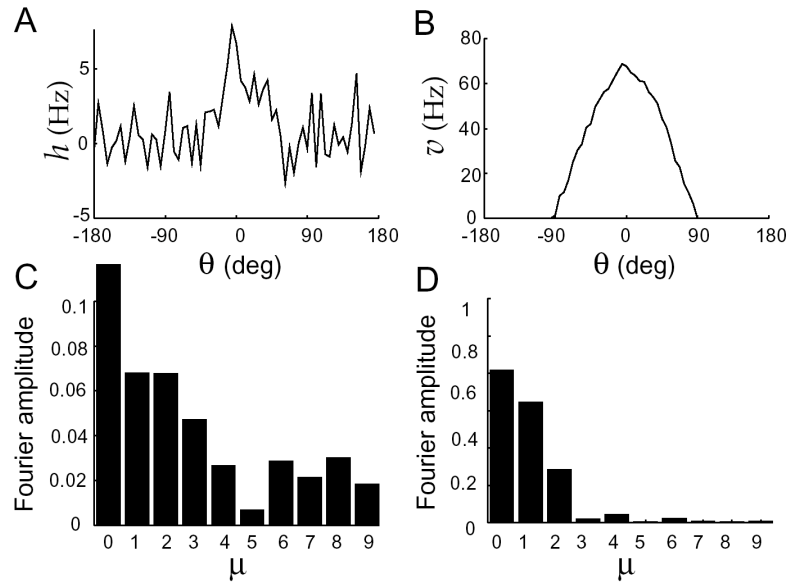 A
h (Hz)
5
0
-5
-180 -90 0 90 180
θ (deg)
B
v (Hz)
80
60
40
20
0
-180 -90 0 90 180
θ (deg)
C
Fourier amplitude
0.1
0.08
0.06
0.04
0.02
0
0 1 2 3 4 5 6 7 8 9
μ
D
Fourier amplitude
1
0.8
0.6
0.4
0.2
0
0 1 2 3 4 5 6 7 8 9
μ